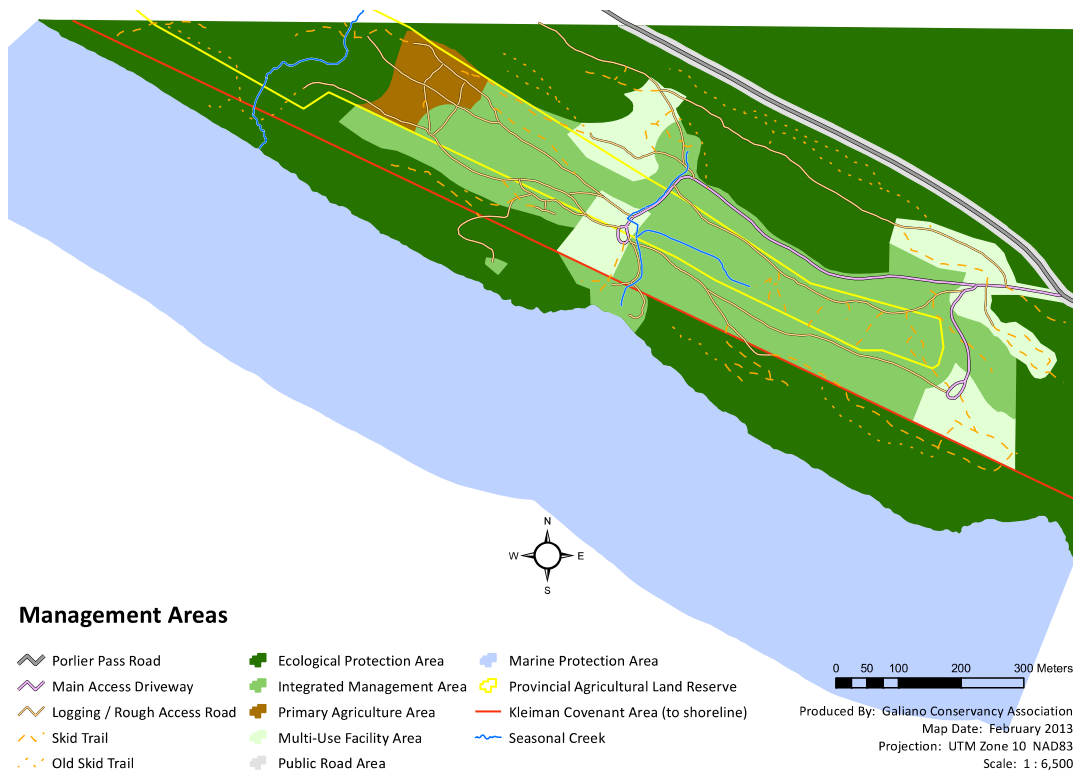 N
W E
S
Management Areas
Porlier Pass Road
Main Access Driveway
Logging / Rough Access Road
Skid Trail
Old Skid Trail
Ecological Protection Area
Integrated Management Area
Primary Agriculture Area
Multi-Use Facility Area
Public Road Area
Marine Protection Area
Provincial Agricultural Land Reserve
Kleiman Covenant Area (to shoreline)
Seasonal Creek
0 50 100 200 300 Meters
Produced By: Galiano Conservancy Association
Map Date: February 2013
Projection: UTM Zone 10 NAD83
Scale: 1 : 6,500